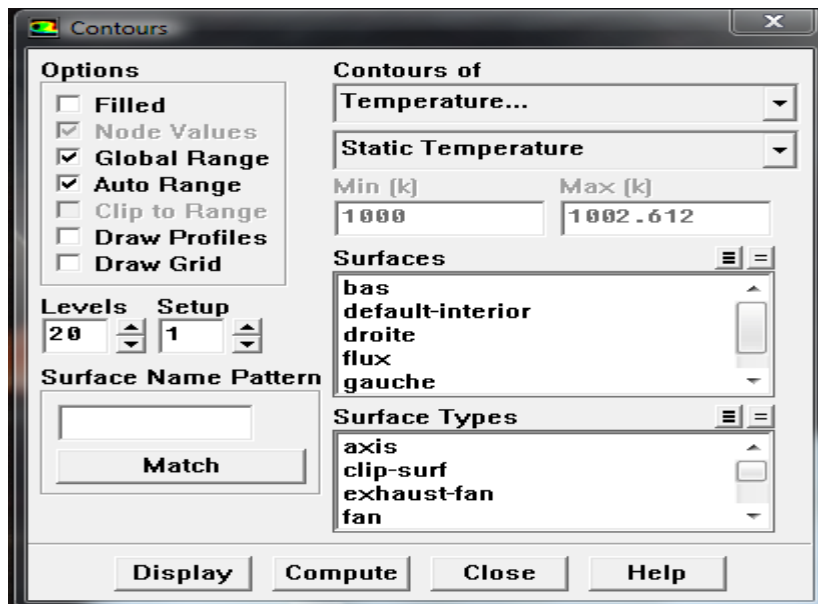 Contours
Options
Filled
Node Values
Global Range
Auto Range
Clip to Range
Draw Profiles
Draw Grid
Levels Setup
20 1
Surface Name Pattern
Match
Contours of
Temperature...
Static Temperature
Min (k) Max (k)
1000 1002.612
Surfaces
bas
default-interior
droite
flux
gauche
Surface Types
axis
clip-surf
exhaust-fan
fan
Display Compute Close Help